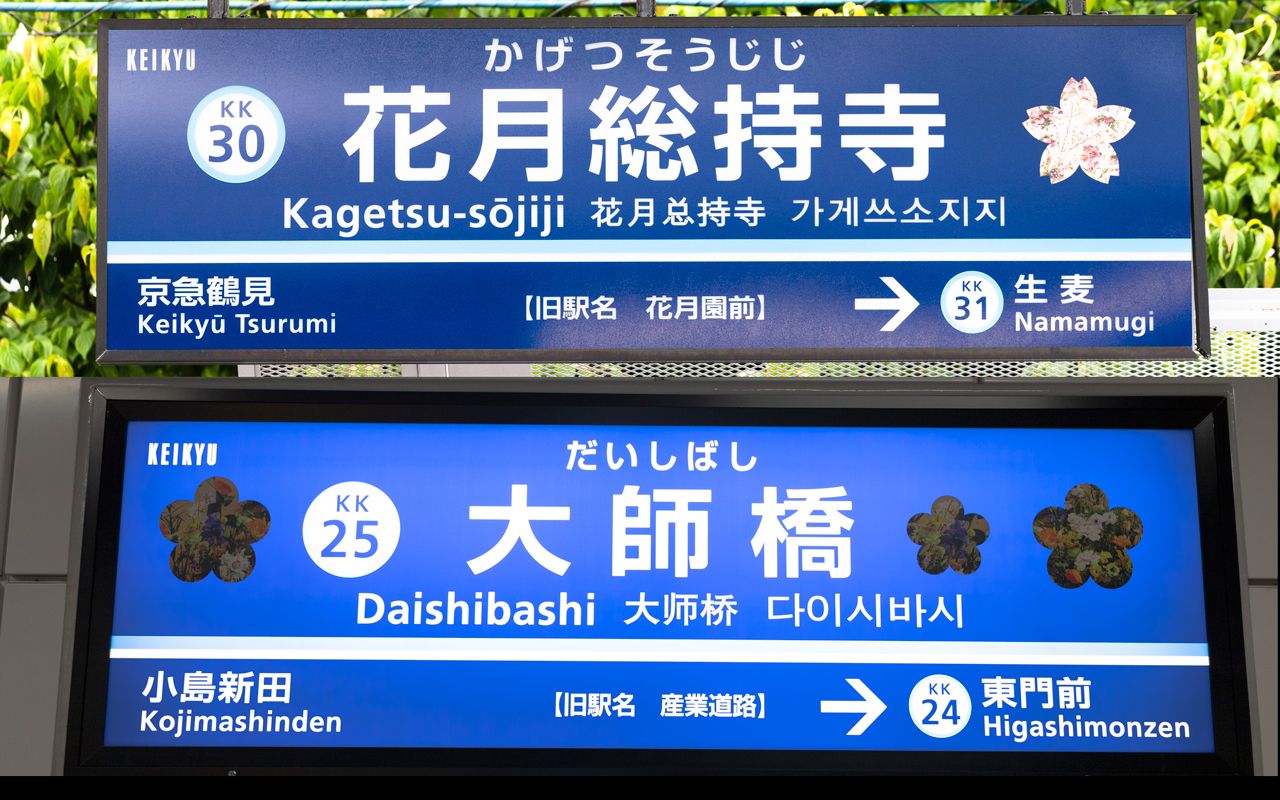 KEIKYU
かげつそうじじ
KK
30
花月総持寺
Kagetsu-sōjiji 花月总持寺 가게쓰소지지
京急鶴見
Keikyū Tsurumi
【旧駅名 花月園前】
→
KK
31
生麦
Namamugi
KEIKYU
だいしばし
KK
25
大師橋
Daishibashi 大师桥 다이시바시
小島新田
Kojimashinden
【旧駅名 産業道路】
→
KK
24
東門前
Higashimonzen